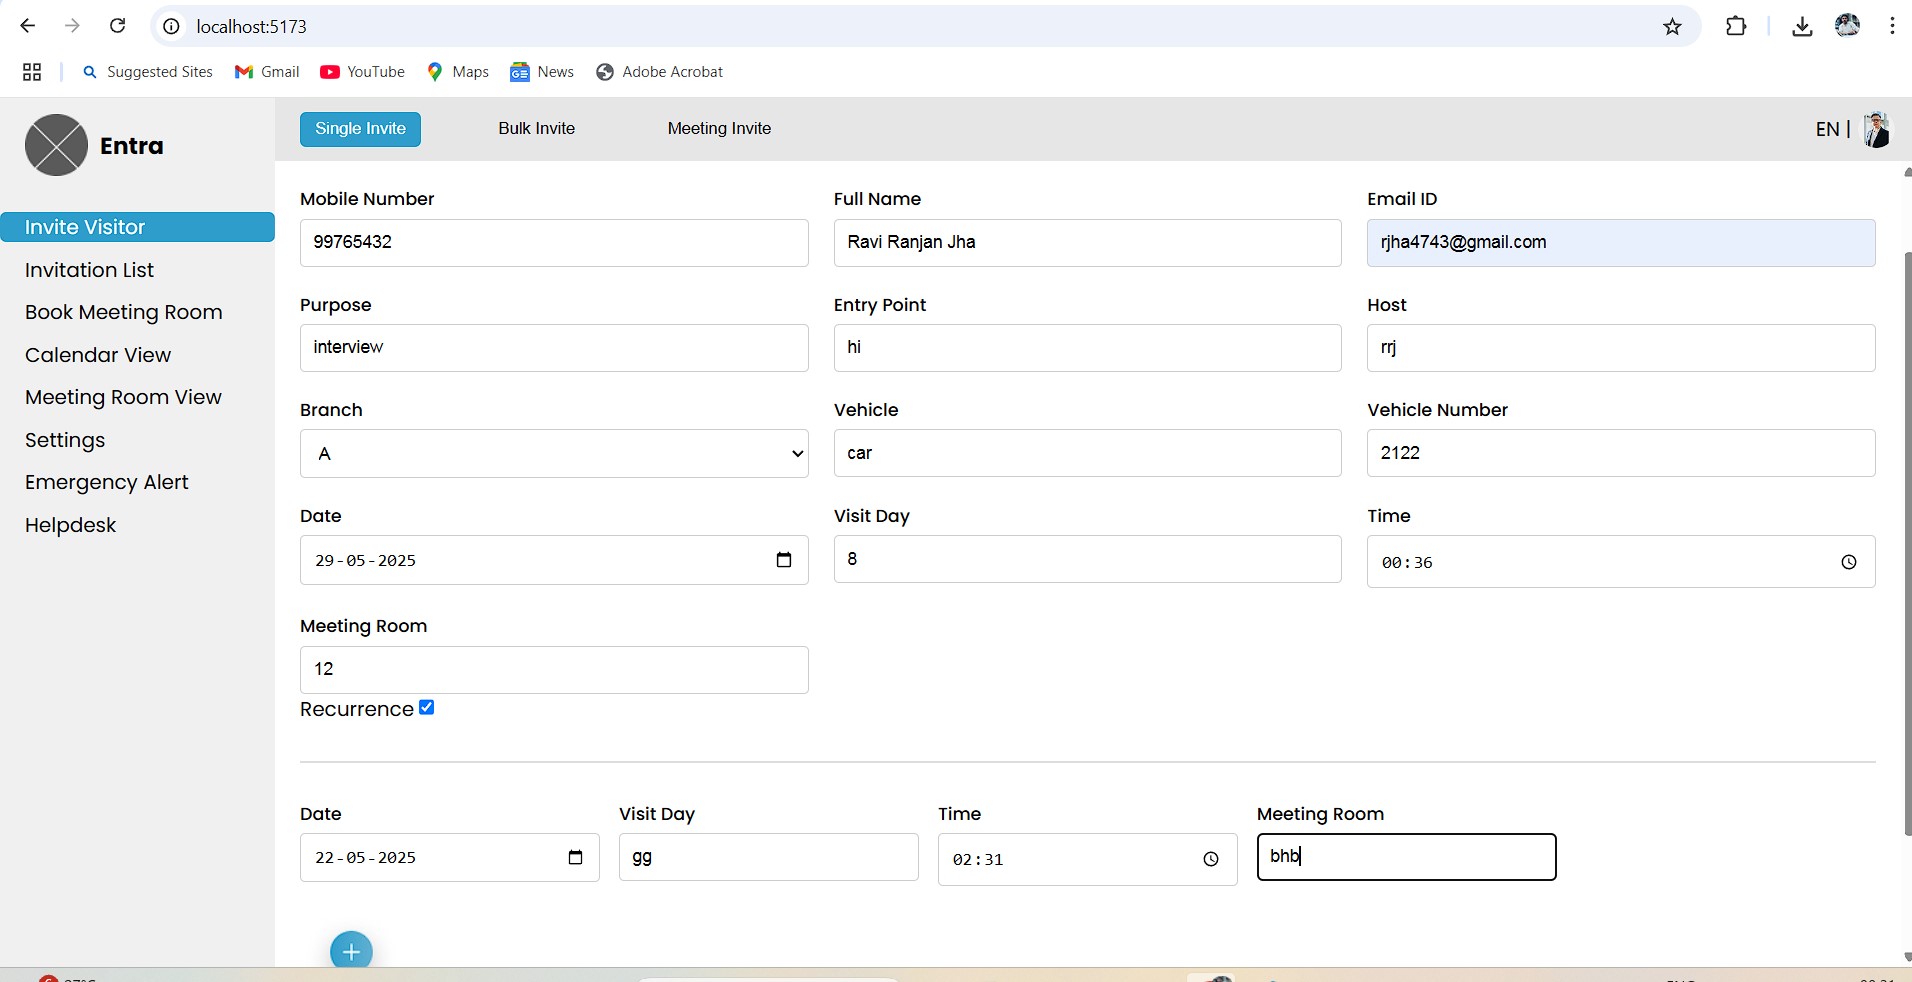 localhost:5173
Suggested Sites Gmail YouTube Maps News Adobe Acrobat
Entra
Single Invite Bulk Invite Meeting Invite EN |
Invite Visitor
Invitation List
Book Meeting Room
Calendar View
Meeting Room View
Settings
Emergency Alert
Helpdesk
Mobile Number Full Name Email ID
99765432 Ravi Ranjan Jha rjha4743@gmail.com
Purpose Entry Point Host
interview hi rrj
Branch Vehicle Vehicle Number
A car 2122
Date Visit Day Time
29-05-2025 8 00:36
Meeting Room
12
Recurrence
Date Visit Day Time Meeting Room
22-05-2025 gg 02:31 bhb
+